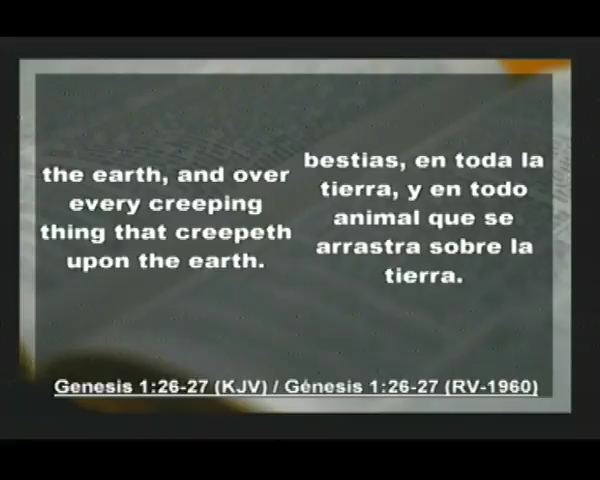 the earth, and over
every creeping
thing that creepeth
upon the earth.
bestias, en toda la
tierra, y en todo
animal que se
arrastra sobre la
tierra.
Genesis 1:26-27 (KJV) / Génesis 1:26-27 (RV-1960)